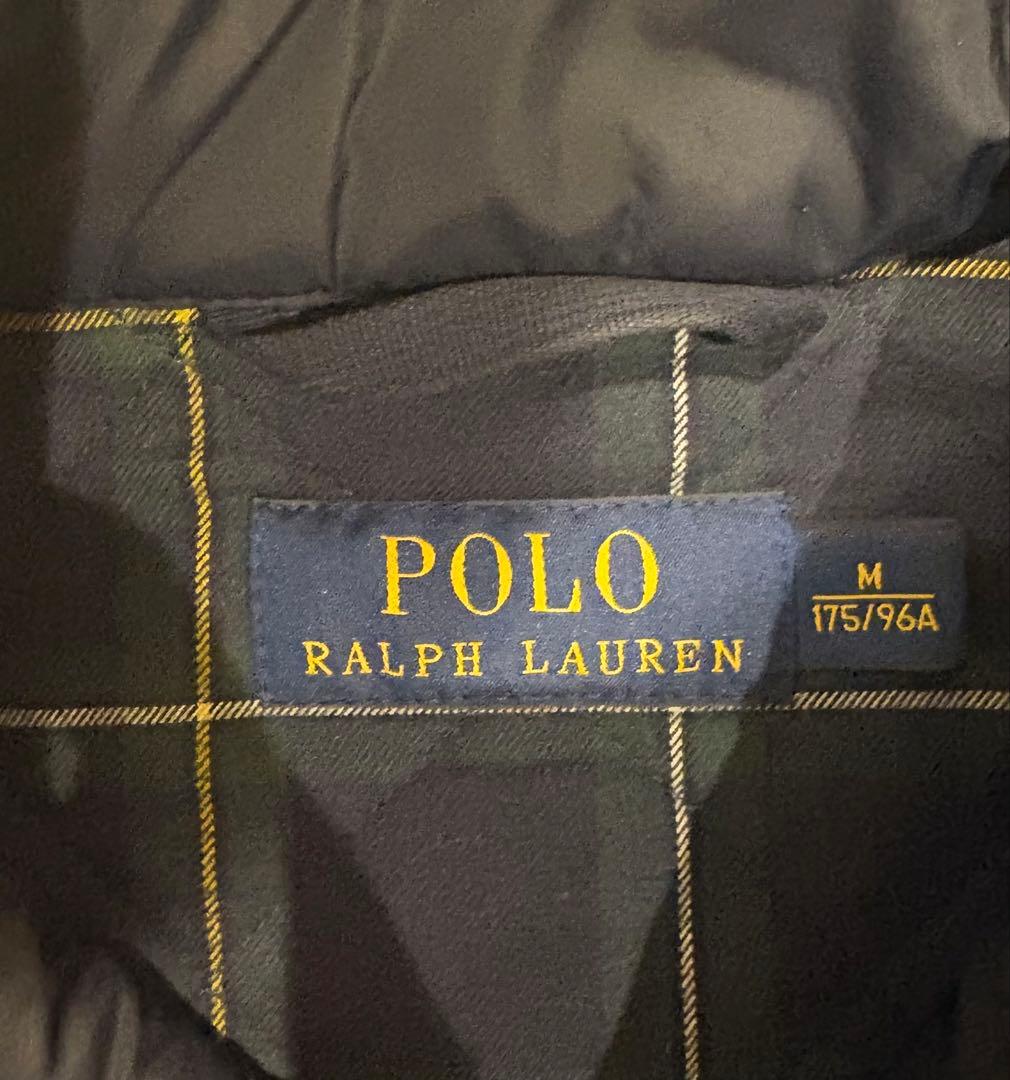 POLO
RALPH LAUREN
M
175/96A